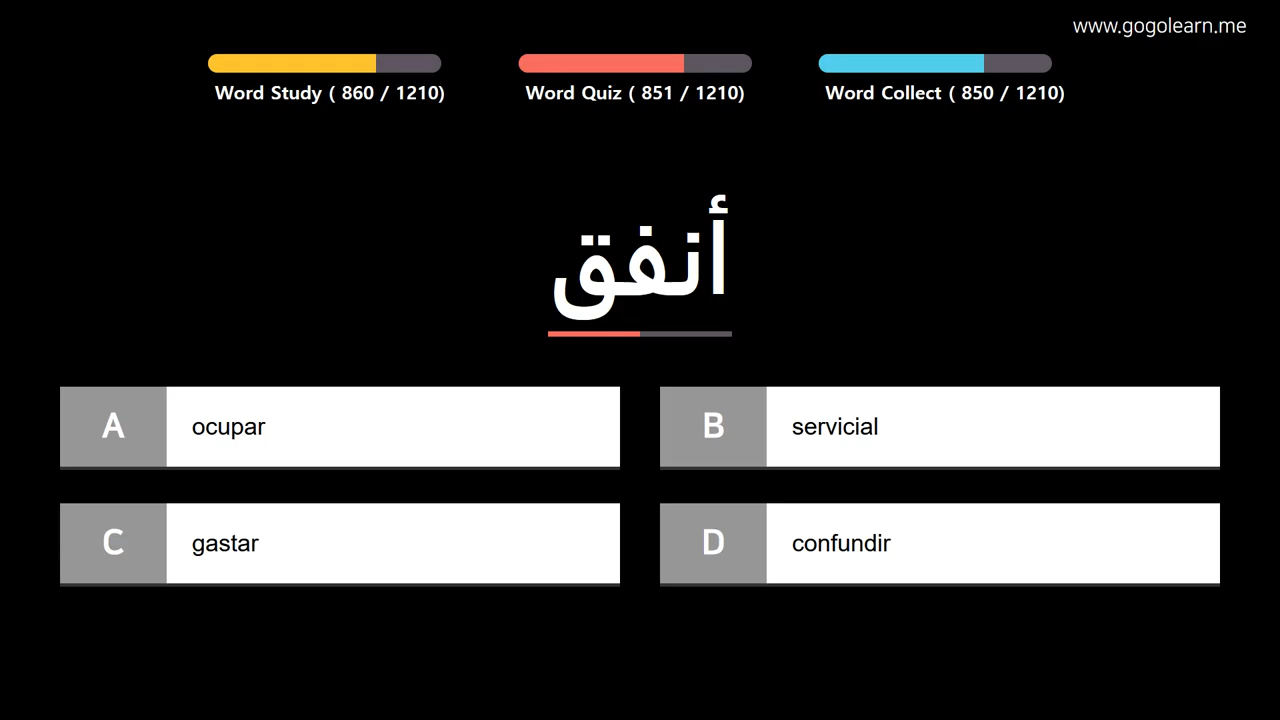 www.gogolearn.me
Word Study ( 860 / 1210)
Word Quiz ( 851 / 1210)
Word Collect ( 850 / 1210)
أنفق
A ocupar
B servicial
C gastar
D confundir